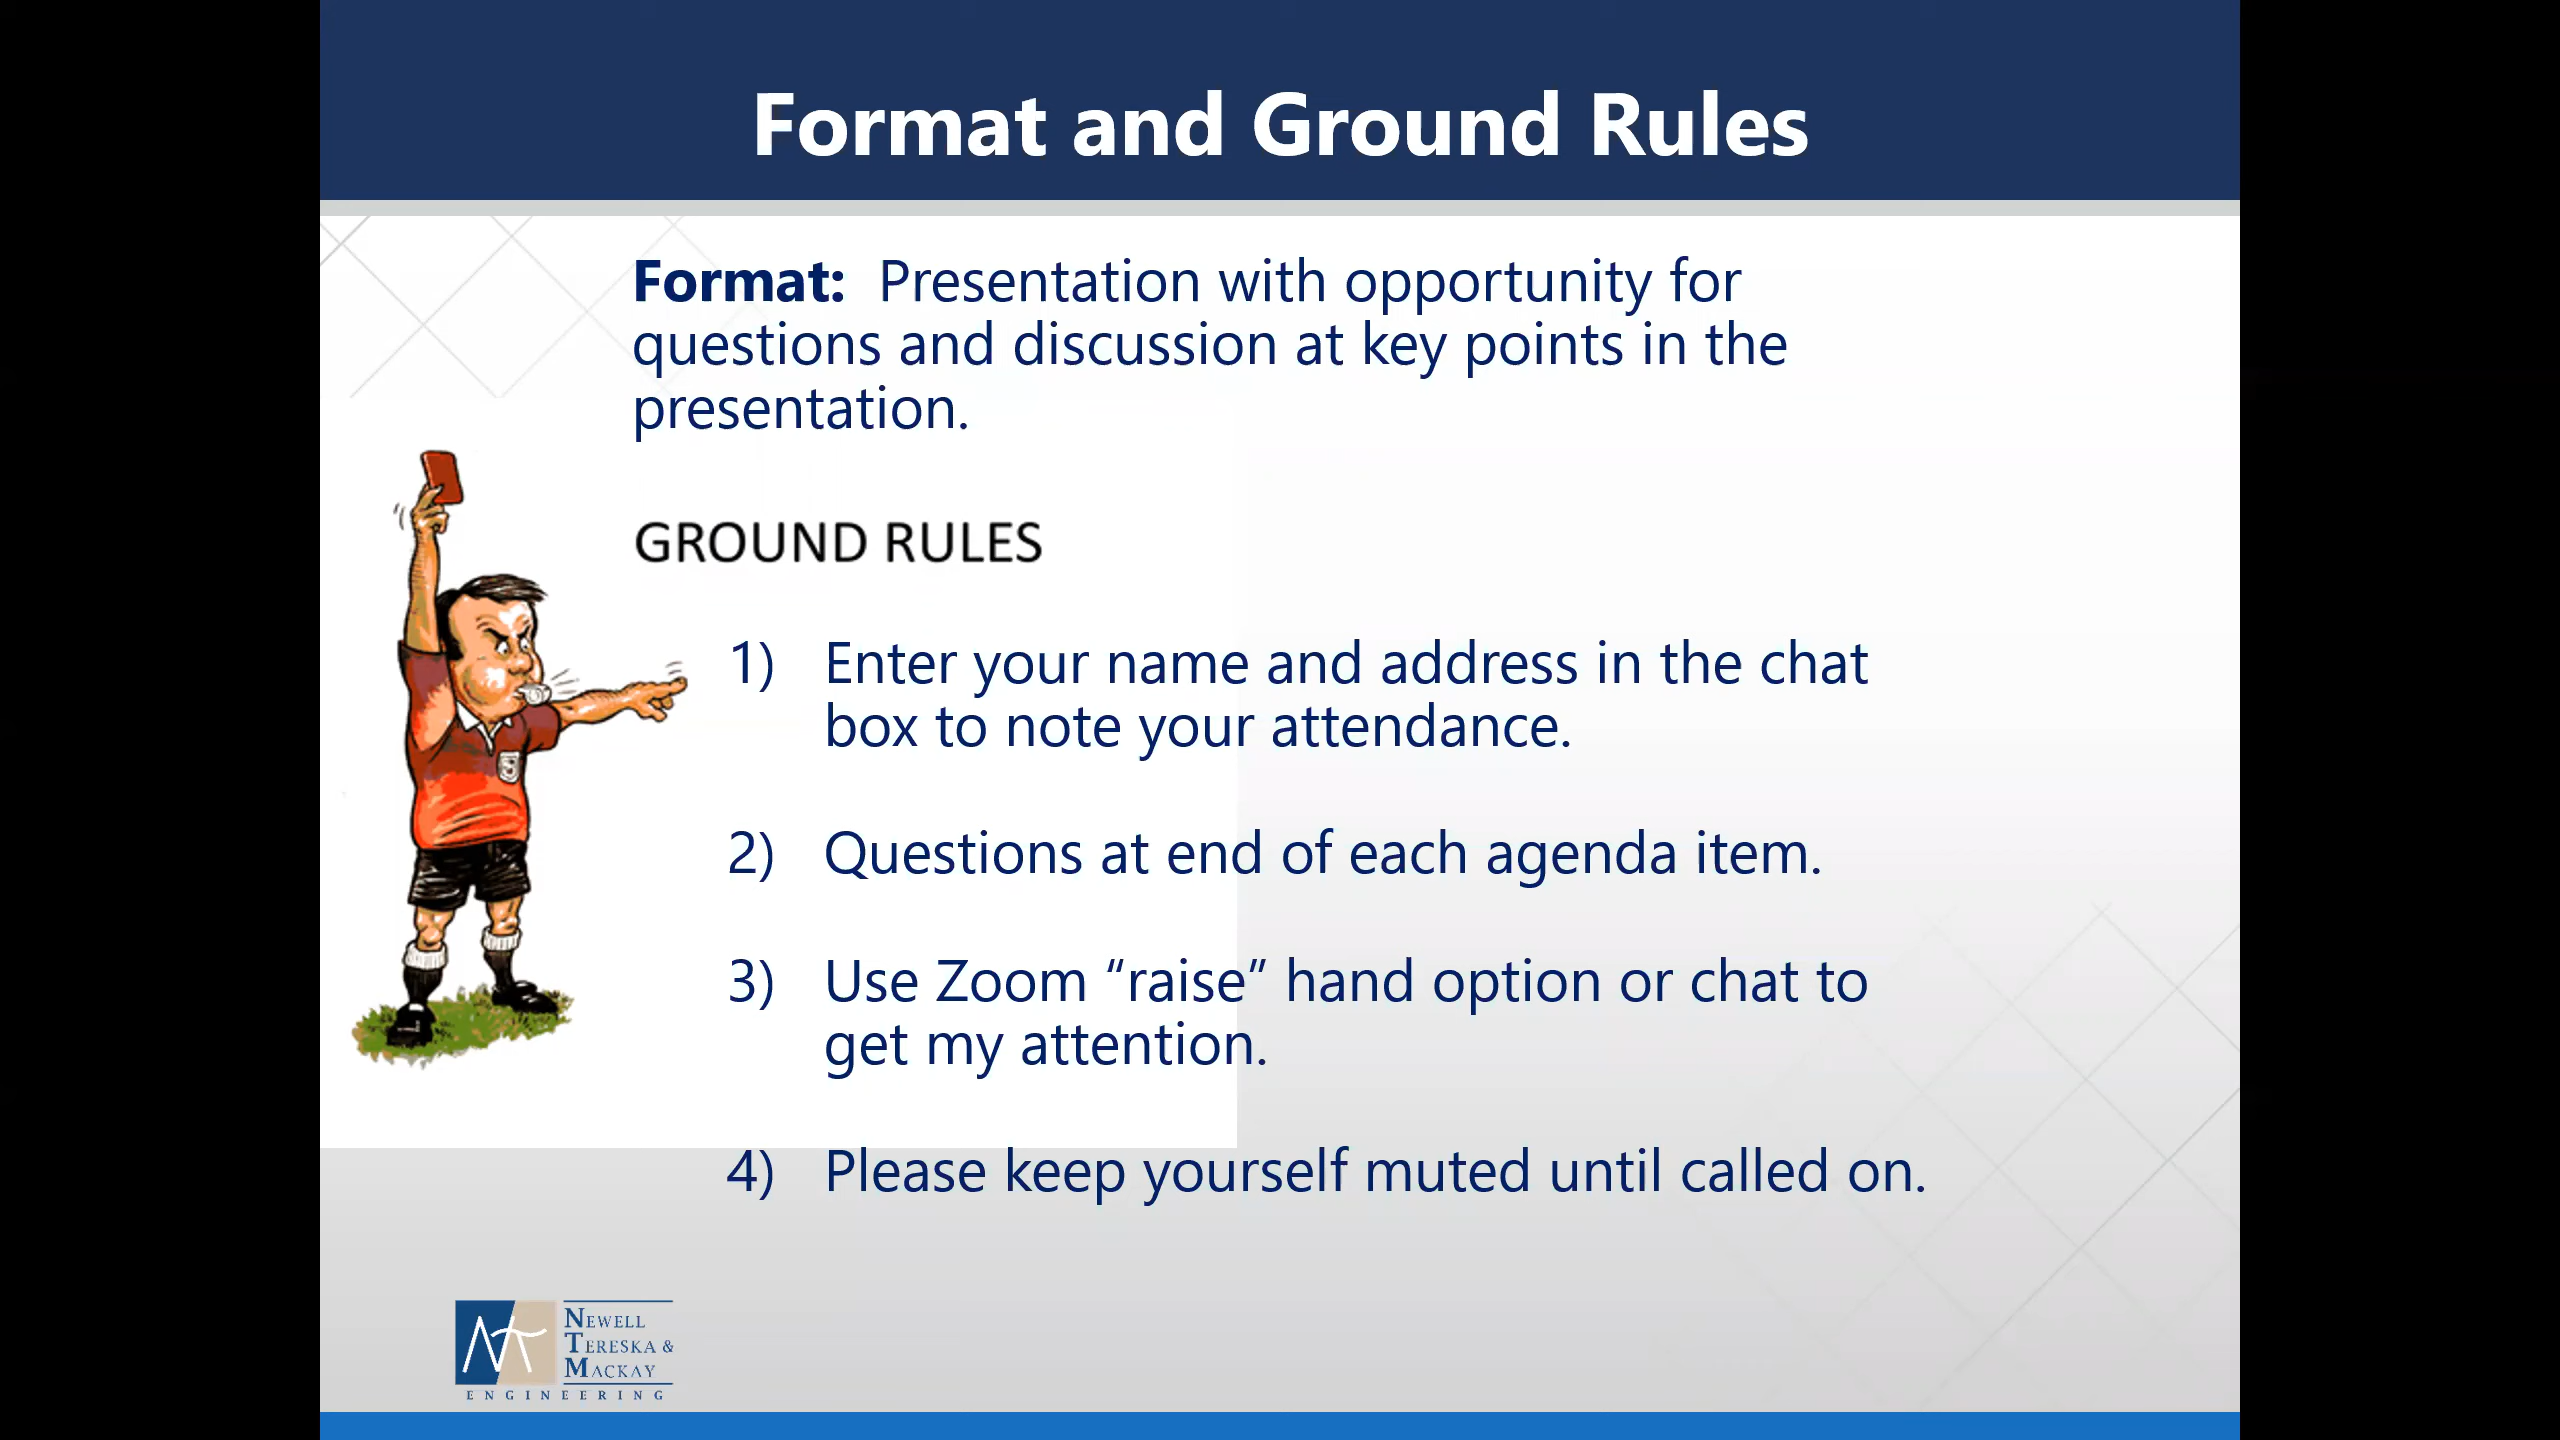 Format and Ground Rules
Format: Presentation with opportunity for
questions and discussion at key points in the
presentation.
GROUND RULES
1) Enter your name and address in the chat
box to note your attendance.
2) Questions at end of each agenda item.
3) Use Zoom “raise” hand option or chat to
get my attention.
4) Please keep yourself muted until called on.
NEWELL
TERESKA &
MACKAY
ENGINEERING